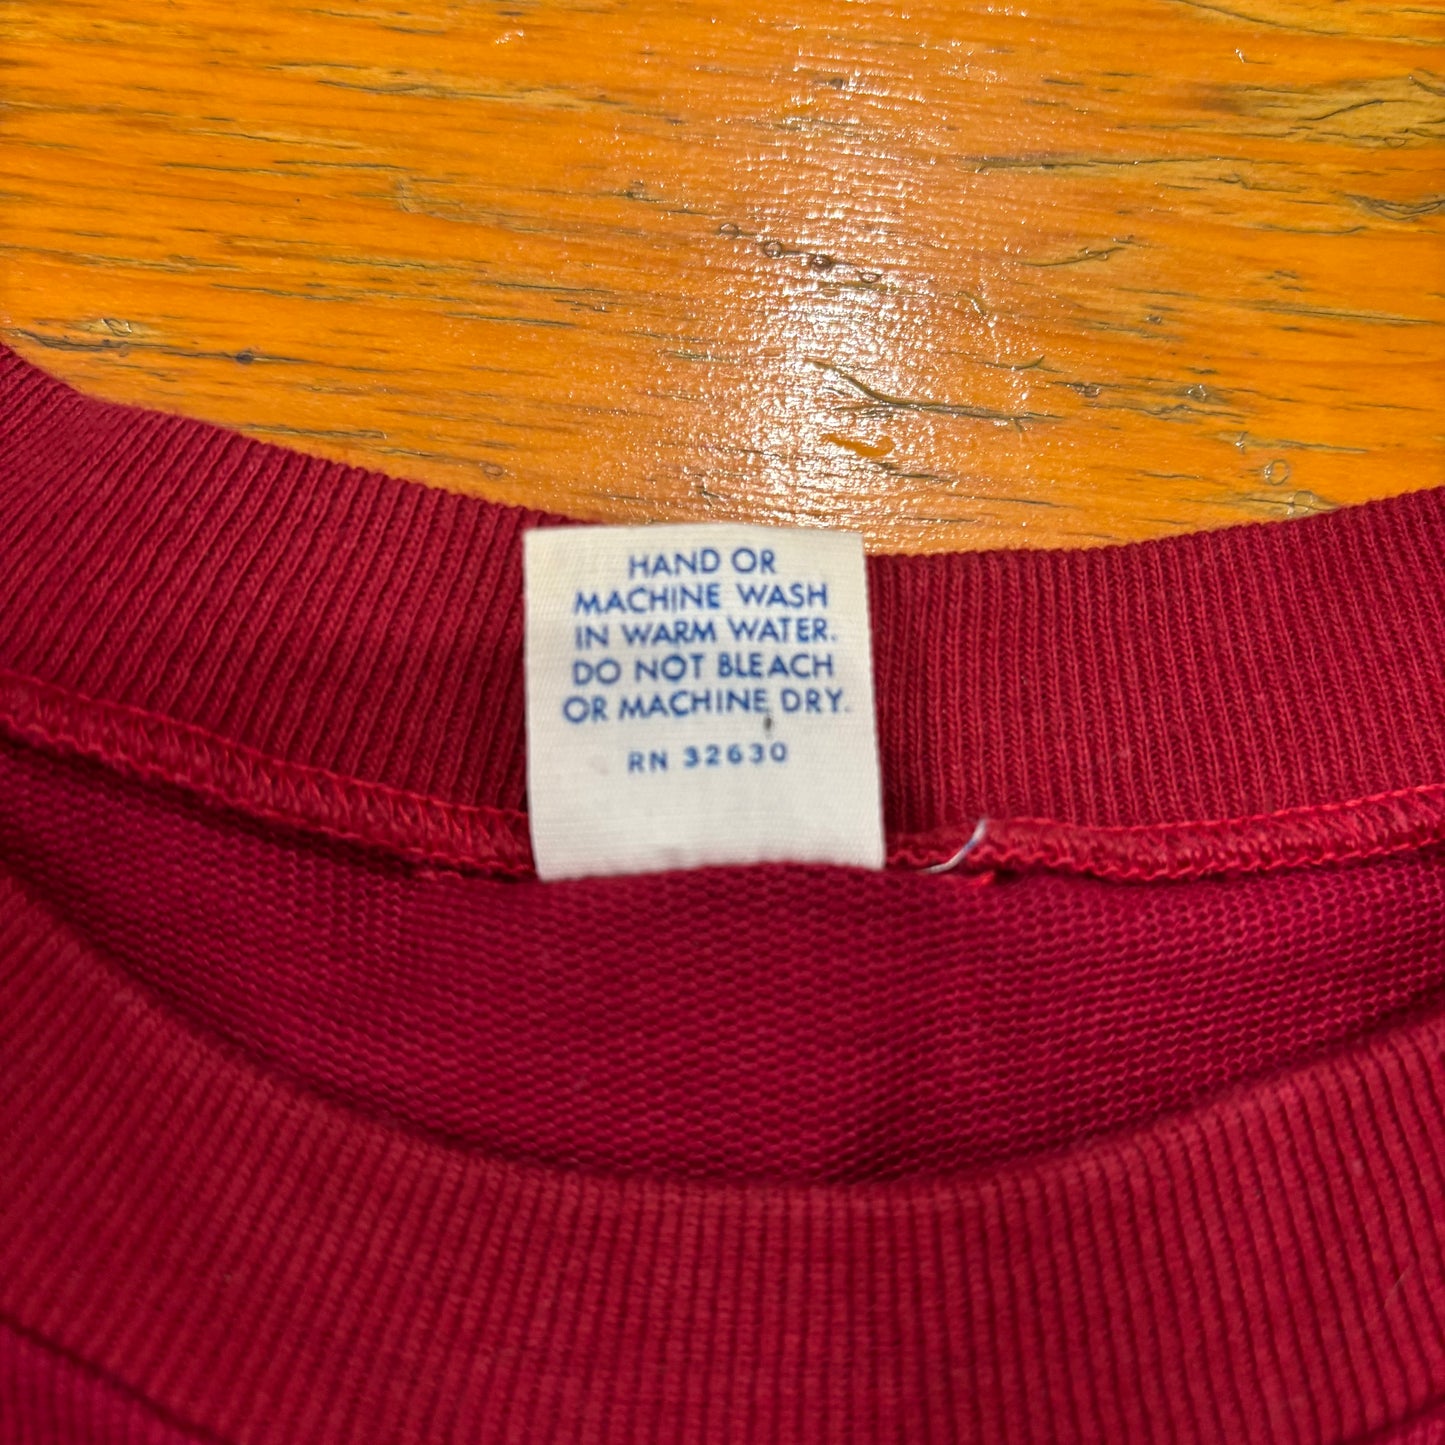 HAND OR
MACHINE WASH
IN WARM WATER.
DO NOT BLEACH
OR MACHINE DRY.
RN 32630